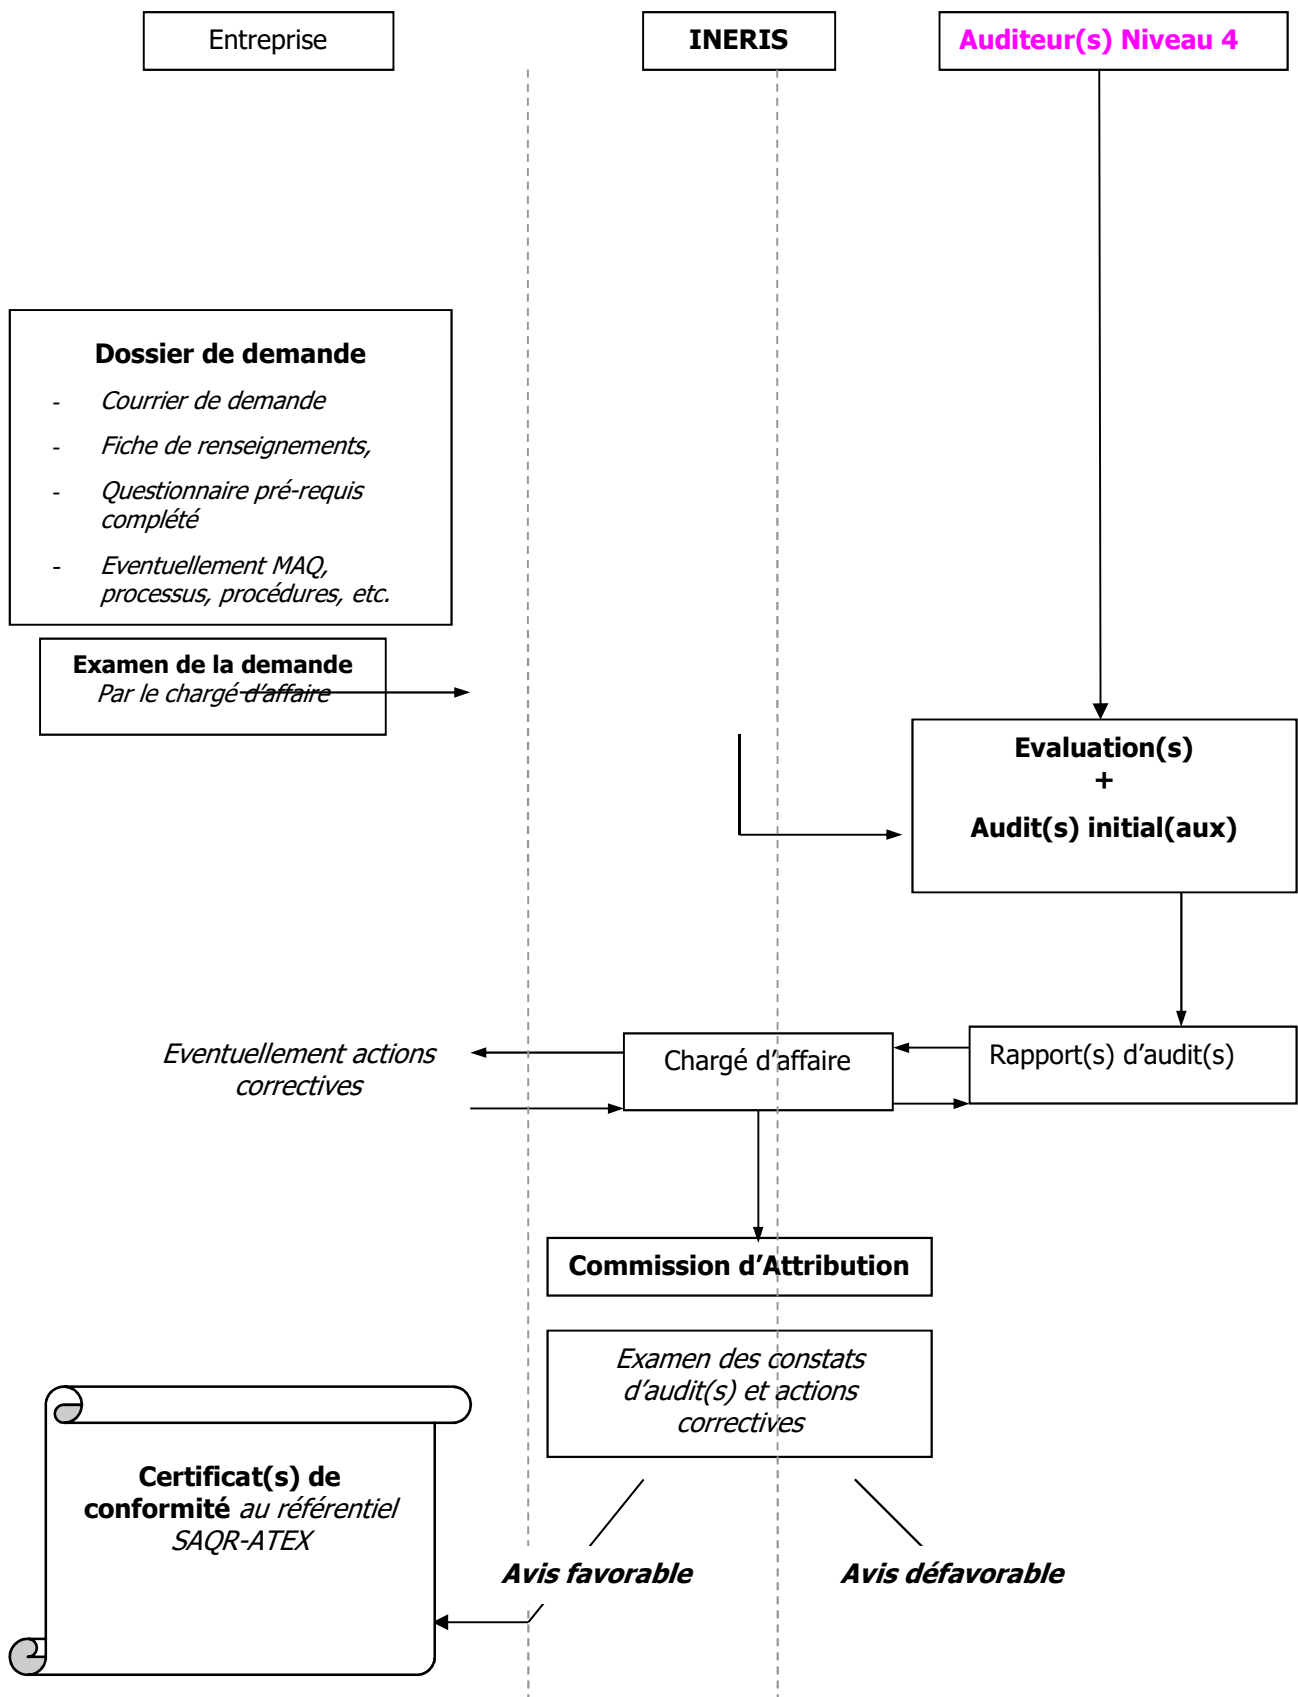 Entreprise
INERIS
Auditeur(s) Niveau 4
Dossier de demande
- Courrier de demande
- Fiche de renseignements,
- Questionnaire pré-requis
complété
- Eventuellement MAQ,
processus, procédures, etc.
Examen de la demande
Par le chargé d'affaire
Evaluation(s)
+
Audit(s) initial(aux)
Eventuellement actions
correctives
Chargé d'affaire
Rapport(s) d'audit(s)
Commission d'Attribution
Examen des constats
d'audit(s) et actions
correctives
Certificat(s) de
conformité au référentiel
SAQR-ATEX
Avis favorable
Avis défavorable